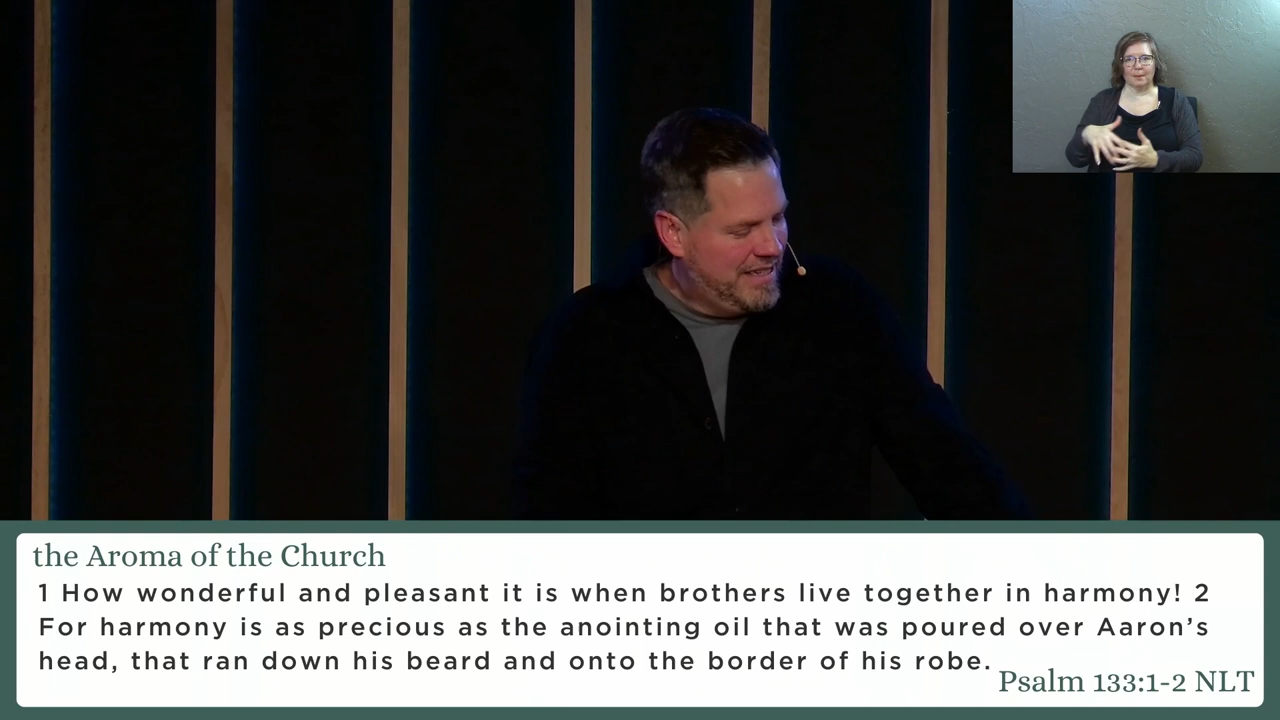 the Aroma of the Church
1 How wonderful and pleasant it is when brothers live together in harmony! 2
For harmony is as precious as the anointing oil that was poured over Aaron’s
head, that ran down his beard and onto the border of his robe.
Psalm 133:1-2 NLT